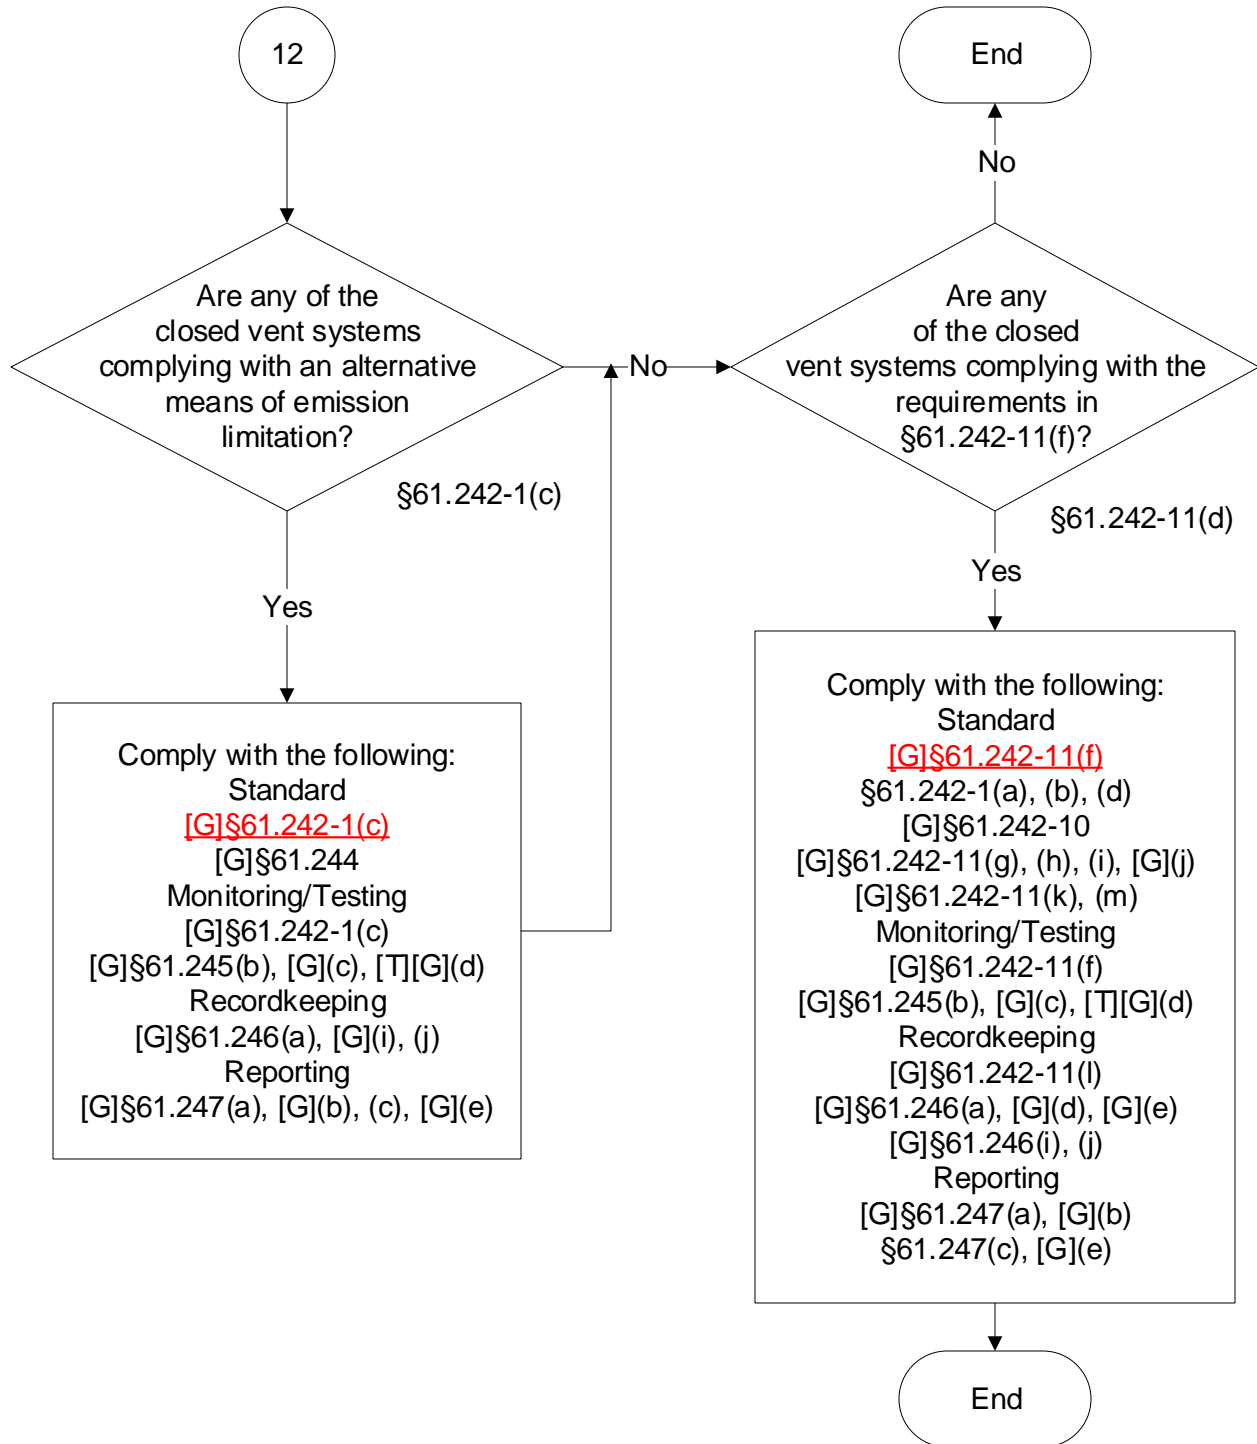 12
Are any of the
closed vent systems
complying with an alternative
means of emission
limitation?
§61.242-1(c)
No
Yes
Comply with the following:
Standard
[G]§61.242-1(c)
[G]§61.244
Monitoring/Testing
[G]§61.242-1(c)
[G]§61.245(b), [G](c), [T][G](d)
Recordkeeping
[G]§61.246(a), [G](i), (j)
Reporting
[G]§61.247(a), [G](b), (c), [G](e)
End
No
Are any
of the closed
vent systems complying with the
requirements in
§61.242-11(f)?
§61.242-11(d)
Yes
Comply with the following:
Standard
[G]§61.242-11(f)
§61.242-1(a), (b), (d)
[G]§61.242-10
[G]§61.242-11(g), (h), (i), [G](j)
[G]§61.242-11(k), (m)
Monitoring/Testing
[G]§61.242-11(f)
[G]§61.245(b), [G](c), [T][G](d)
Recordkeeping
[G]§61.242-11(l)
[G]§61.246(a), [G](d), [G](e)
[G]§61.246(i), (j)
Reporting
[G]§61.247(a), [G](b)
§61.247(c), [G](e)
End